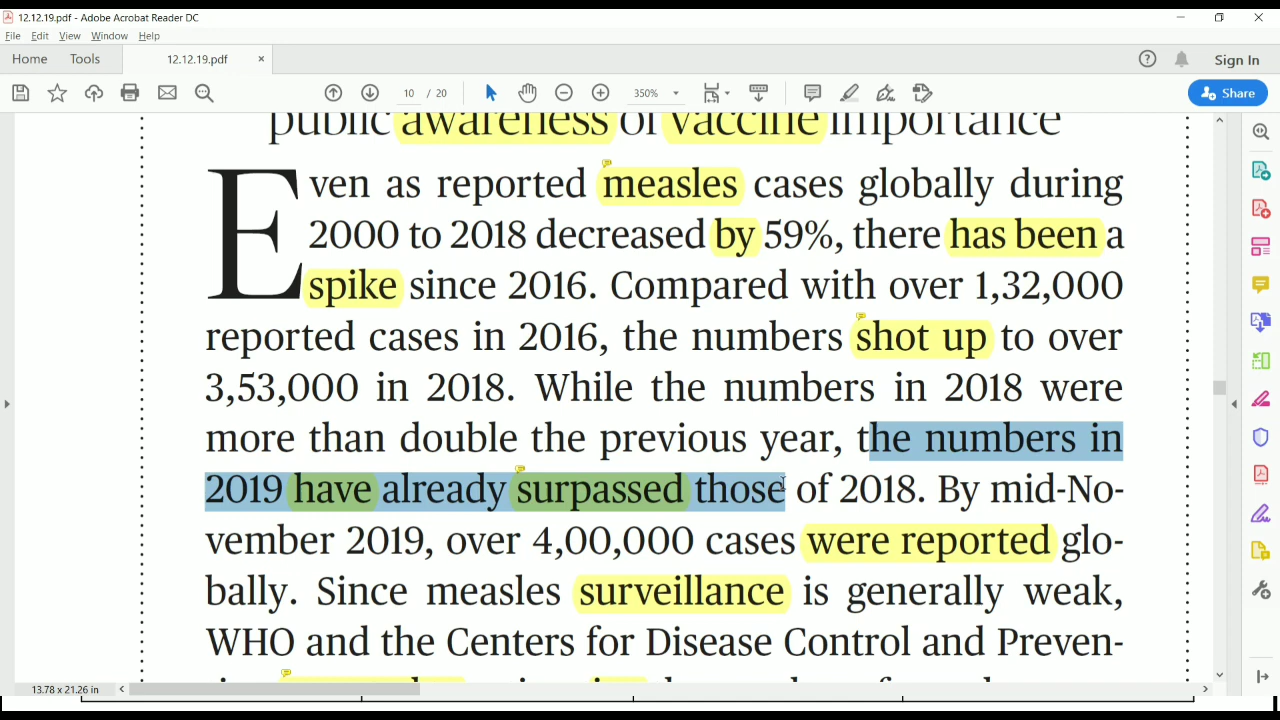 12.12.19.pdf - Adobe Acrobat Reader DC
File Edit View Window Help
Home Tools 12.12.19.pdf × Sign In
10 / 20 350% Share
public awareness of vaccine importance
Even as reported measles cases globally during
2000 to 2018 decreased by 59%, there has been a
spike since 2016. Compared with over 1,32,000
reported cases in 2016, the numbers shot up to over
3,53,000 in 2018. While the numbers in 2018 were
more than double the previous year, the numbers in
2019 have already surpassed those of 2018. By mid-No-
vember 2019, over 4,00,000 cases were reported glo-
bally. Since measles surveillance is generally weak,
WHO and the Centers for Disease Control and Preven-
13.78 x 21.26 in